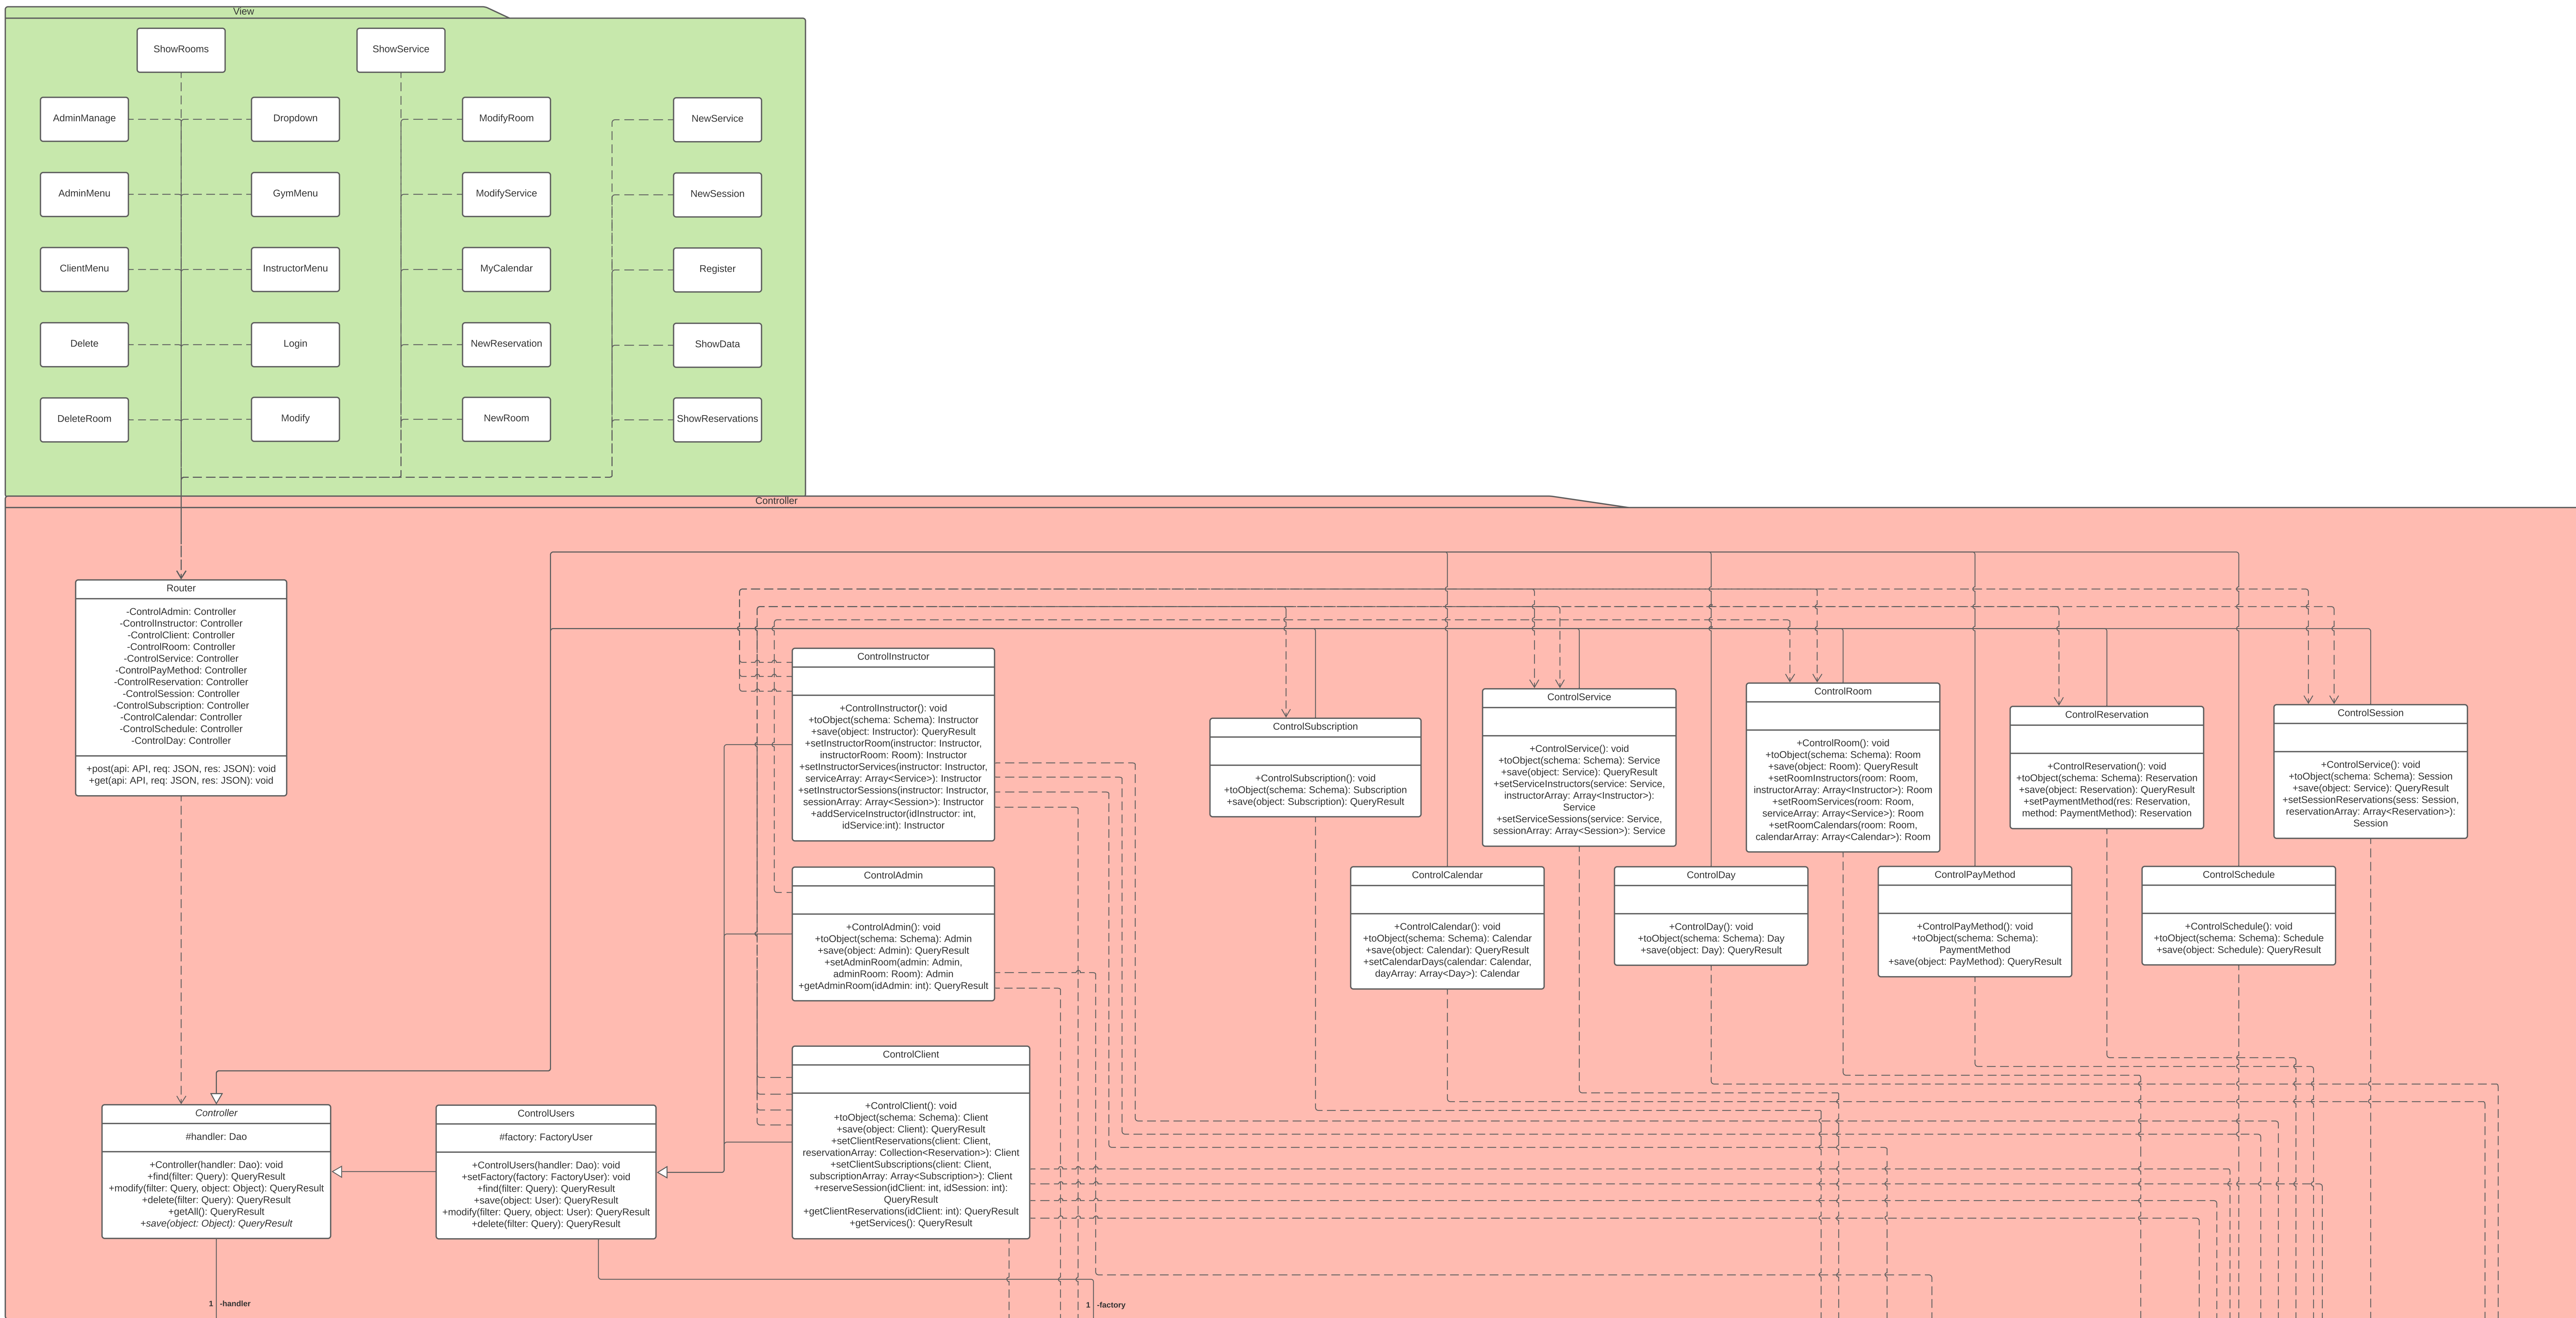 View
ShowRooms
ShowService
AdminManage
Dropdown
ModifyRoom
NewService
AdminMenu
GymMenu
ModifyService
NewSession
ClientMenu
InstructorMenu
MyCalendar
Register
Delete
Login
NewReservation
ShowData
DeleteRoom
Modify
NewRoom
ShowReservations
Controller
Router
-ControlAdmin: Controller
-ControlInstructor: Controller
-ControlClient: Controller
-ControlRoom: Controller
-ControlService: Controller
-ControlPayMethod: Controller
-ControlReservation: Controller
-ControlSession: Controller
-ControlSubscription: Controller
-ControlCalendar: Controller
-ControlSchedule: Controller
-ControlDay: Controller
+post(api: API, req: JSON, res: JSON): void
+get(api: API, req: JSON, res: JSON): void
ControlInstructor
+ControlInstructor(): void
+toObject(schema: Schema): Instructor
+save(object: Instructor): QueryResult
+setInstructorRoom(instructor: Instructor,
instructorRoom: Room): Instructor
+setInstructorServices(instructor: Instructor,
serviceArray: Array<Service>): Instructor
+setInstructorSessions(instructor: Instructor,
sessionArray: Array<Session>): Instructor
+addServiceInstructor(idInstructor: int,
idService:int): Instructor
ControlSubscription
+ControlSubscription(): void
+toObject(schema: Schema): Subscription
+save(object: Subscription): QueryResult
ControlService
+ControlService(): void
+toObject(schema: Schema): Service
+save(object: Service): QueryResult
+setServiceInstructors(service: Service,
instructorArray: Array<Instructor>):
Service
+setServiceSessions(service: Service,
sessionArray: Array<Session>): Service
ControlRoom
+ControlRoom(): void
+toObject(schema: Schema): Room
+save(object: Room): QueryResult
+setRoomInstructors(room: Room,
instructorArray: Array<Instructor>): Room
+setRoomServices(room: Room,
serviceArray: Array<Service>): Room
+setRoomCalendars(room: Room,
calendarArray: Array<Calendar>): Room
ControlReservation
+ControlReservation(): void
+toObject(schema: Schema): Reservation
+save(object: Reservation): QueryResult
+setPaymentMethod(res: Reservation,
method: PaymentMethod): Reservation
ControlSession
+ControlService(): void
+toObject(schema: Schema): Session
+save(object: Service): QueryResult
+setSessionReservations(sess: Session,
reservationArray: Array<Reservation>):
Session
ControlAdmin
+ControlAdmin(): void
+toObject(schema: Schema): Admin
+save(object: Admin): QueryResult
+setAdminRoom(admin: Admin,
adminRoom: Room): Admin
+getAdminRoom(idAdmin: int): QueryResult
ControlCalendar
+ControlCalendar(): void
+toObject(schema: Schema): Calendar
+save(object: Calendar): QueryResult
+setCalendarDays(calendar: Calendar,
dayArray: Array<Day>): Calendar
ControlDay
+ControlDay(): void
+toObject(schema: Schema): Day
+save(object: Day): QueryResult
ControlPayMethod
+ControlPayMethod(): void
+toObject(schema: Schema):
PaymentMethod
+save(object: PayMethod): QueryResult
ControlSchedule
+ControlSchedule(): void
+toObject(schema: Schema): Schedule
+save(object: Schedule): QueryResult
Controller
#handler: Dao
+Controller(handler: Dao): void
+find(filter: Query): QueryResult
+modify(filter: Query, object: Object): QueryResult
+delete(filter: Query): QueryResult
+getAll(): QueryResult
+save(object: Object): QueryResult
ControlUsers
#factory: FactoryUser
+ControlUsers(handler: Dao): void
+setFactory(factory: FactoryUser): void
+find(filter: Query): QueryResult
+save(object: User): QueryResult
+modify(filter: Query, object: User): QueryResult
+delete(filter: Query): QueryResult
ControlClient
+ControlClient(): void
+toObject(schema: Schema): Client
+save(object: Client): QueryResult
+setClientReservations(client: Client,
reservationArray: Collection<Reservation>): Client
+setClientSubscriptions(client: Client,
subscriptionArray: Array<Subscription>): Client
+reserveSession(idClient: int, idSession: int):
QueryResult
+getClientReservations(idClient: int): QueryResult
+getServices(): QueryResult
1 -handler
1 -factory